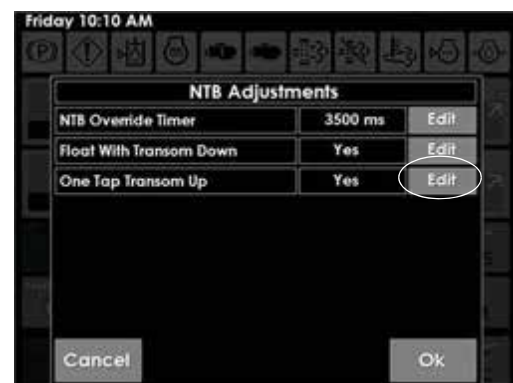 Friday 10:10 AM
NTB Adjustments
NTB Override Timer 3500 ms Edit
Float With Transom Down Yes Edit
One Tap Transom Up Yes Edit
Cancel Ok